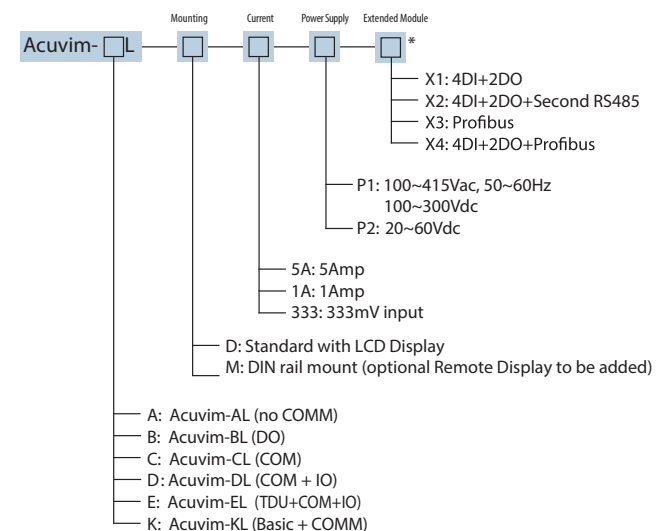 Mounting Current Power Supply Extended Module
Acuvim- L *
X1: 4DI+2DO
X2: 4DI+2DO+Second RS485
X3: Profibus
X4: 4DI+2DO+Profibus
P1: 100~415Vac, 50~60Hz
100~300Vdc
P2: 20~60Vdc
5A: 5Amp
1A: 1Amp
333: 333mV input
D: Standard with LCD Display
M: DIN rail mount (optional Remote Display to be added)
A: Acuvim-AL (no COMM)
B: Acuvim-BL (DO)
C: Acuvim-CL (COM)
D: Acuvim-DL (COM + IO)
E: Acuvim-EL (TDU+COM+IO)
K: Acuvim-KL (Basic + COMM)